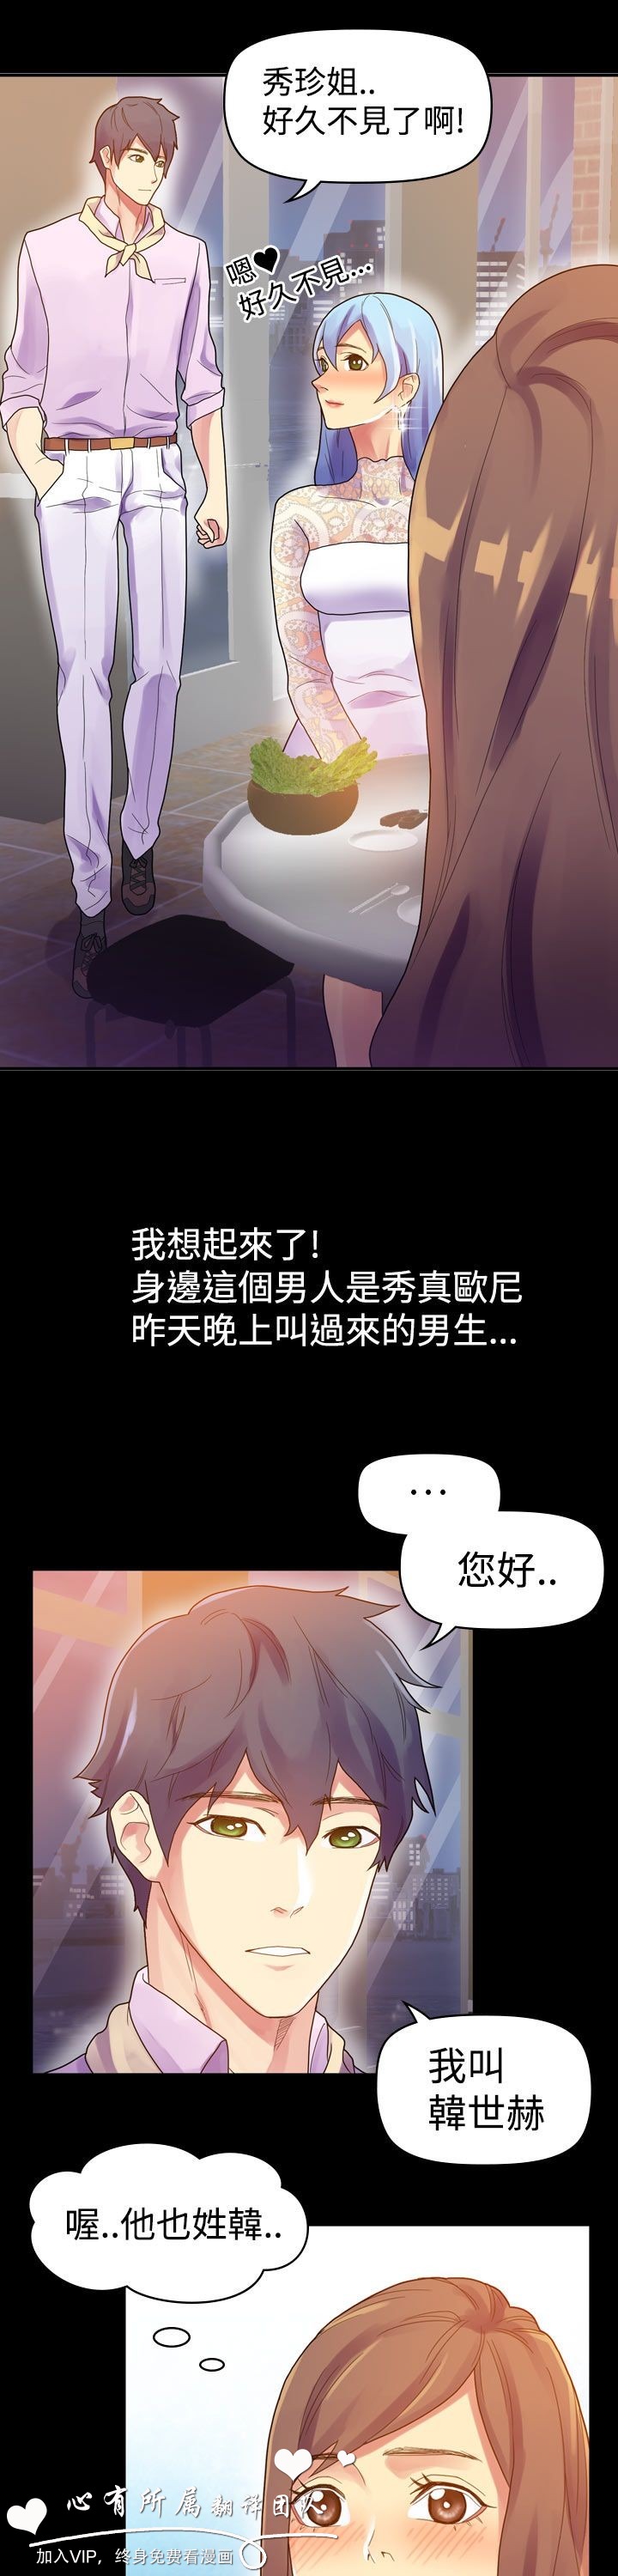 秀珍姐..
好久不見了啊!
嗯♥
好久不見...
我想起來了!
身邊這個男人是秀真歐尼
昨天晚上叫過來的男生...
...
您好..
我叫
韓世赫
喔..他也姓韓..
心有所属翻译团队
加入VIP，终身免费看漫画